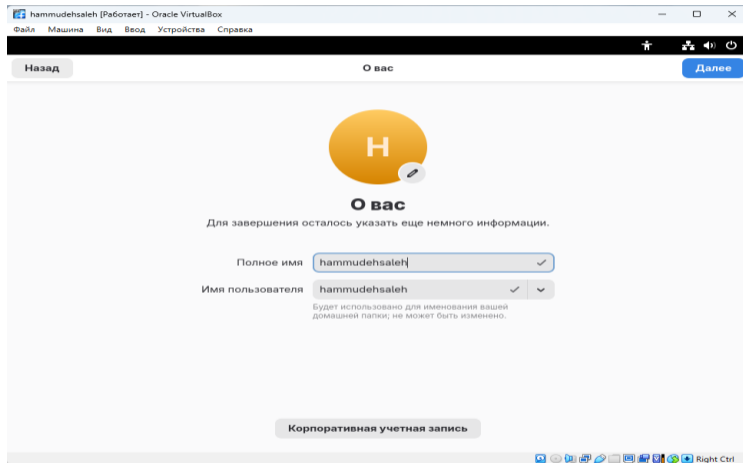 hammudehsaleh [Работает] - Oracle VirtualBox
Файл Машина Вид Ввод Устройства Справка
Назад О вас Далее
H
О вас
Для завершения осталось указать еще немного информации.
Полное имя hammudehsaleh
Имя пользователя hammudehsaleh
Будет использовано для именования вашей
домашней папки; не может быть изменено.
Корпоративная учетная запись
Right Ctrl